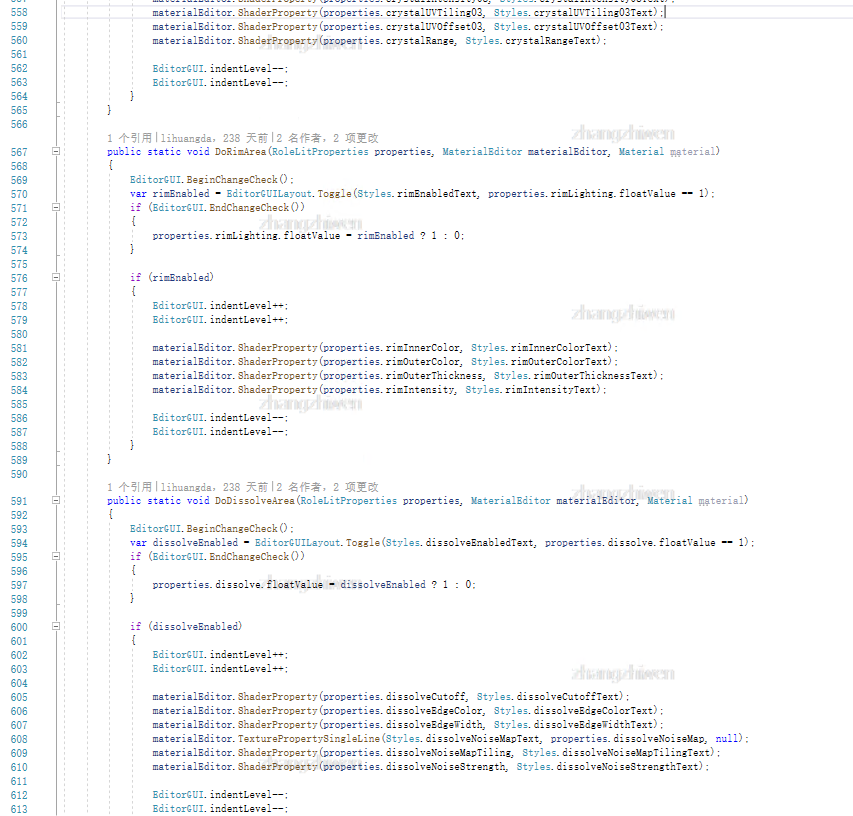 557 materialEditor.ShaderProperty(properties.crystalIntensity03, Styles.crystalIntensity03Text);
558 materialEditor.ShaderProperty(properties.crystalUVTiling03, Styles.crystalUVTiling03Text);
559 materialEditor.ShaderProperty(properties.crystalUVOffset03, Styles.crystalUVOffset03Text);
560 materialEditor.ShaderProperty(properties.crystalRange, Styles.crystalRangeText);
561
562 EditorGUI.indentLevel--;
563 EditorGUI.indentLevel--;
564 }
565 }
566
1 个引用|lihuangda，238 天前|2 名作者，2 项更改
567 public static void DoRimArea(RoleLitProperties properties, MaterialEditor materialEditor, Material material)
568 {
569 EditorGUI.BeginChangeCheck();
570 var rimEnabled = EditorGUILayout.Toggle(Styles.rimEnabledText, properties.rimLighting.floatValue == 1);
571 if (EditorGUI.EndChangeCheck())
572 {
573 properties.rimLighting.floatValue = rimEnabled ? 1 : 0;
574 }
575
576 if (rimEnabled)
577 {
578 EditorGUI.indentLevel++;
579 EditorGUI.indentLevel++;
580
581 materialEditor.ShaderProperty(properties.rimInnerColor, Styles.rimInnerColorText);
582 materialEditor.ShaderProperty(properties.rimOuterColor, Styles.rimOuterColorText);
583 materialEditor.ShaderProperty(properties.rimOuterThickness, Styles.rimOuterThicknessText);
584 materialEditor.ShaderProperty(properties.rimIntensity, Styles.rimIntensityText);
585
586 EditorGUI.indentLevel--;
587 EditorGUI.indentLevel--;
588 }
589 }
590
1 个引用|lihuangda，238 天前|2 名作者，2 项更改
591 public static void DoDissolveArea(RoleLitProperties properties, MaterialEditor materialEditor, Material material)
592 {
593 EditorGUI.BeginChangeCheck();
594 var dissolveEnabled = EditorGUILayout.Toggle(Styles.dissolveEnabledText, properties.dissolve.floatValue == 1);
595 if (EditorGUI.EndChangeCheck())
596 {
597 properties.dissolve.floatValue = dissolveEnabled ? 1 : 0;
598 }
599
600 if (dissolveEnabled)
601 {
602 EditorGUI.indentLevel++;
603 EditorGUI.indentLevel++;
604
605 materialEditor.ShaderProperty(properties.dissolveCutoff, Styles.dissolveCutoffText);
606 materialEditor.ShaderProperty(properties.dissolveEdgeColor, Styles.dissolveEdgeColorText);
607 materialEditor.ShaderProperty(properties.dissolveEdgeWidth, Styles.dissolveEdgeWidthText);
608 materialEditor.TexturePropertySingleLine(Styles.dissolveNoiseMapText, properties.dissolveNoiseMap, null);
609 materialEditor.ShaderProperty(properties.dissolveNoiseMapTiling, Styles.dissolveNoiseMapTilingText);
610 materialEditor.ShaderProperty(properties.dissolveNoiseStrength, Styles.dissolveNoiseStrengthText);
611
612 EditorGUI.indentLevel--;
613 EditorGUI.indentLevel--;